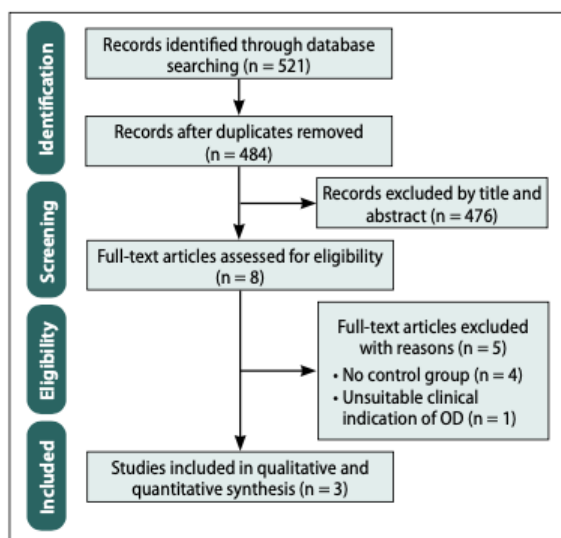 Identification
Records identified through database
searching (n = 521)
Records after duplicates removed
(n = 484)
Screening
Records excluded by title and
abstract (n = 476)
Full-text articles assessed for eligibility
(n = 8)
Eligibility
Full-text articles excluded
with reasons (n = 5)
• No control group (n = 4)
• Unsuitable clinical
indication of OD (n = 1)
Included
Studies included in qualitative and
quantitative synthesis (n = 3)